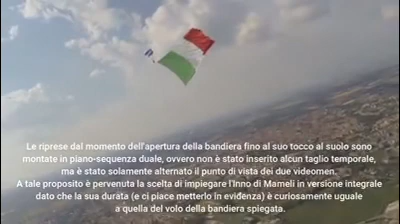 Le riprese dal momento dell'apertura della bandiera fino al suo tocco al suolo sono
montate in piano-sequenza duale, ovvero non è stato inserito alcun taglio temporale,
ma è stato solamente alternato il punto di vista dei due videomen.
A tale proposito è pervenuta la scelta di impiegare l'Inno di Mameli in versione integrale
dato che la sua durata (e ci piace metterlo in evidenza) è curiosamente uguale
a quella del volo della bandiera spiegata.